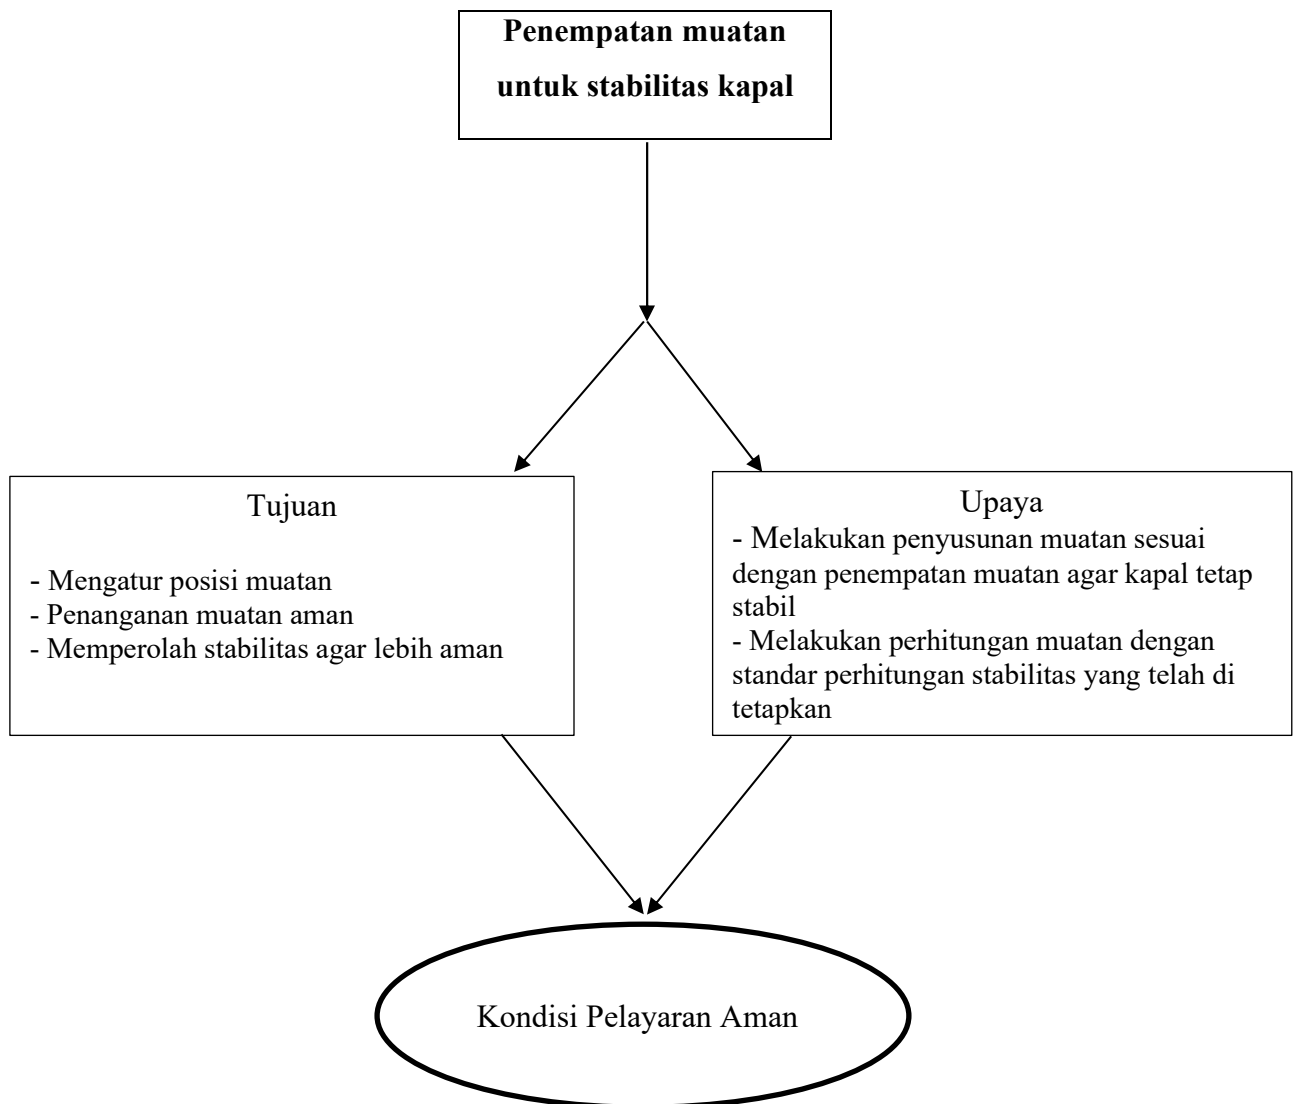 Penempatan muatan
untuk stabilitas kapal
Tujuan
- Mengatur posisi muatan
- Penanganan muatan aman
- Memperolah stabilitas agar lebih aman
Upaya
- Melakukan penyusunan muatan sesuai
dengan penempatan muatan agar kapal tetap
stabil
- Melakukan perhitungan muatan dengan
standar perhitungan stabilitas yang telah di
tetapkan
Kondisi Pelayaran Aman